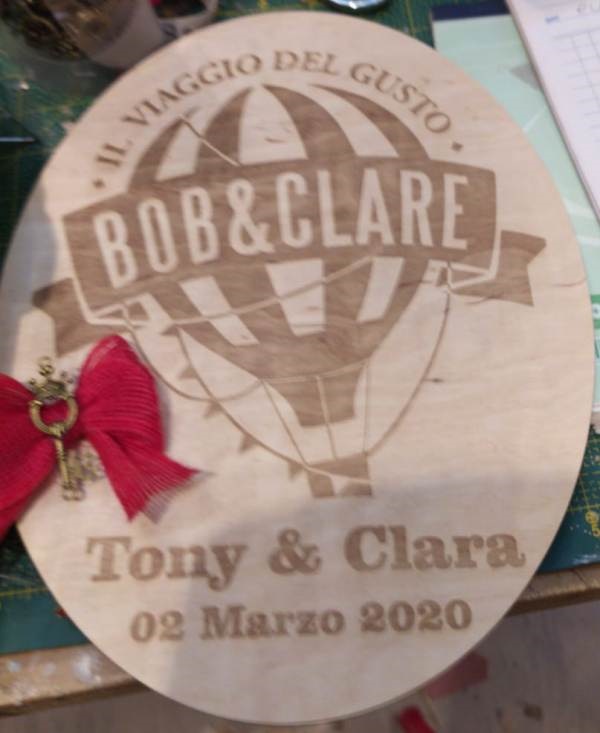 • IL VIAGGIO DEL GUSTO •
BOB&CLARE
Tony & Clara
02 Marzo 2020